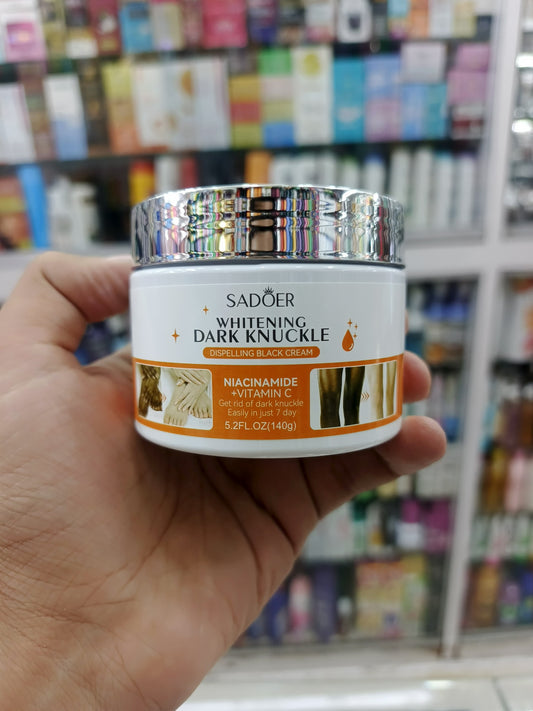 SADOER
WHITENING
DARK KNUCKLE
DISPELLING BLACK CREAM
NIACINAMIDE
+VITAMIN C
Get rid of dark knuckle
Easily in just 7 day
5.2FL.OZ(140g)